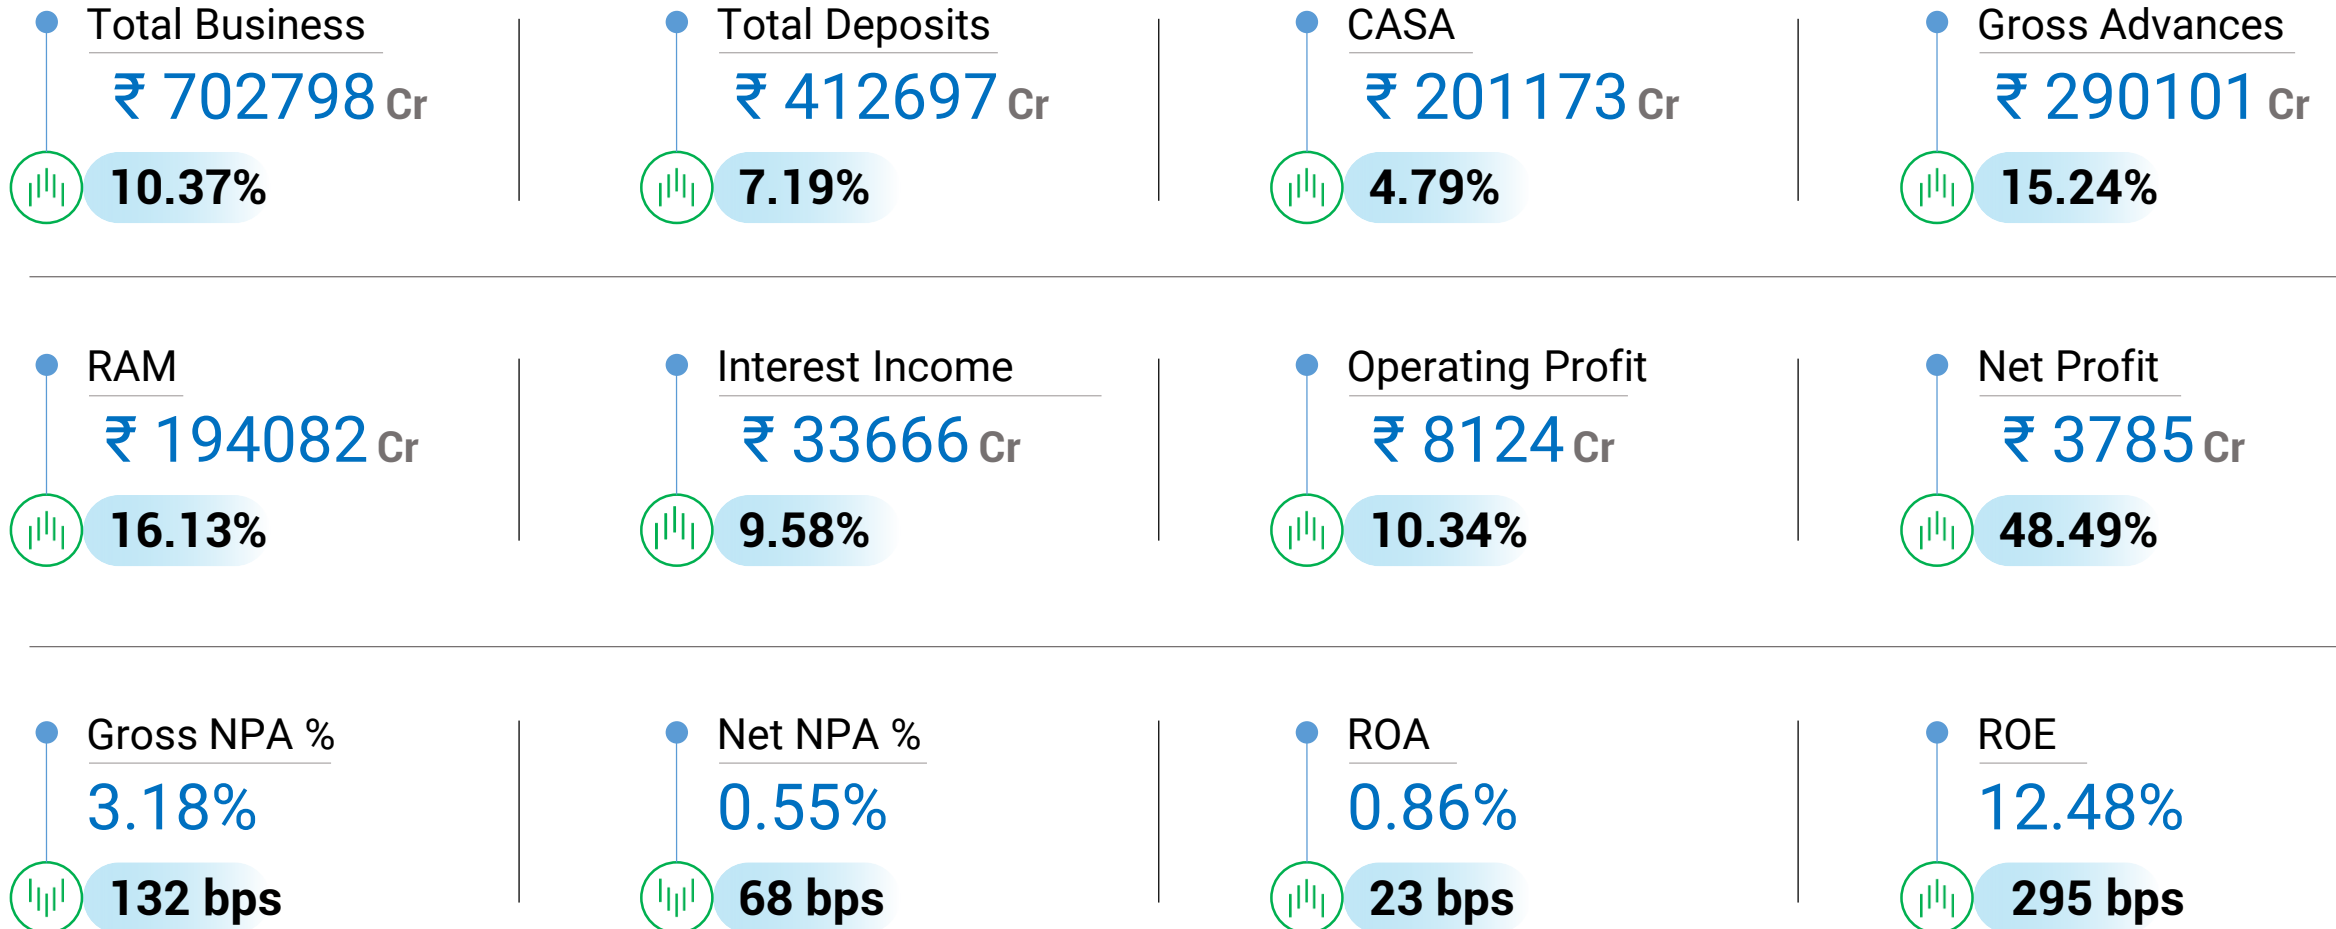 Total Business
₹ 702798 Cr
10.37%
Total Deposits
₹ 412697 Cr
7.19%
CASA
₹ 201173 Cr
4.79%
Gross Advances
₹ 290101 Cr
15.24%
RAM
₹ 194082 Cr
16.13%
Interest Income
₹ 33666 Cr
9.58%
Operating Profit
₹ 8124 Cr
10.34%
Net Profit
₹ 3785 Cr
48.49%
Gross NPA %
3.18%
132 bps
Net NPA %
0.55%
68 bps
ROA
0.86%
23 bps
ROE
12.48%
295 bps